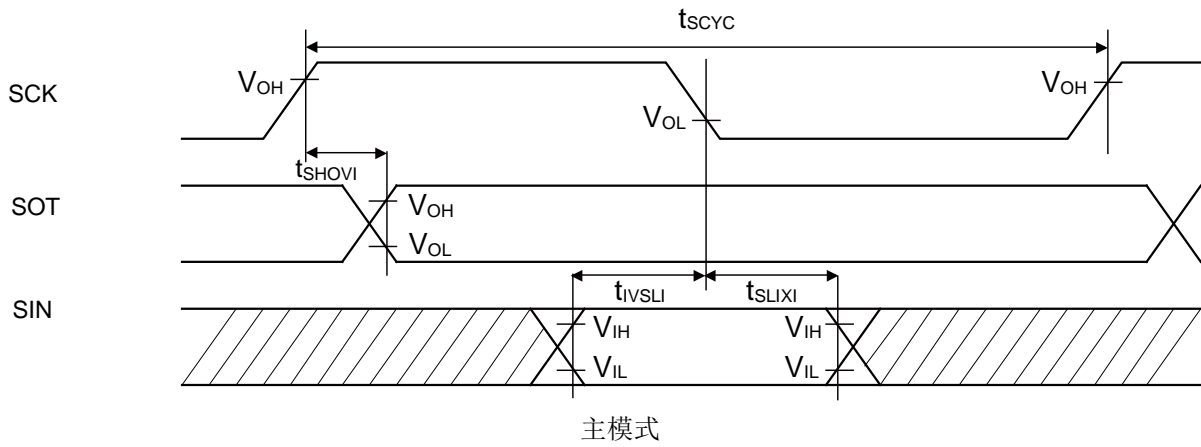 tSCYC
SCK
VOH
VOL
VOH
tSHOVI
SOT
VOH
VOL
tIVSLI
tSLIXI
SIN
VIH
VIH
VIL
VIL
主模式